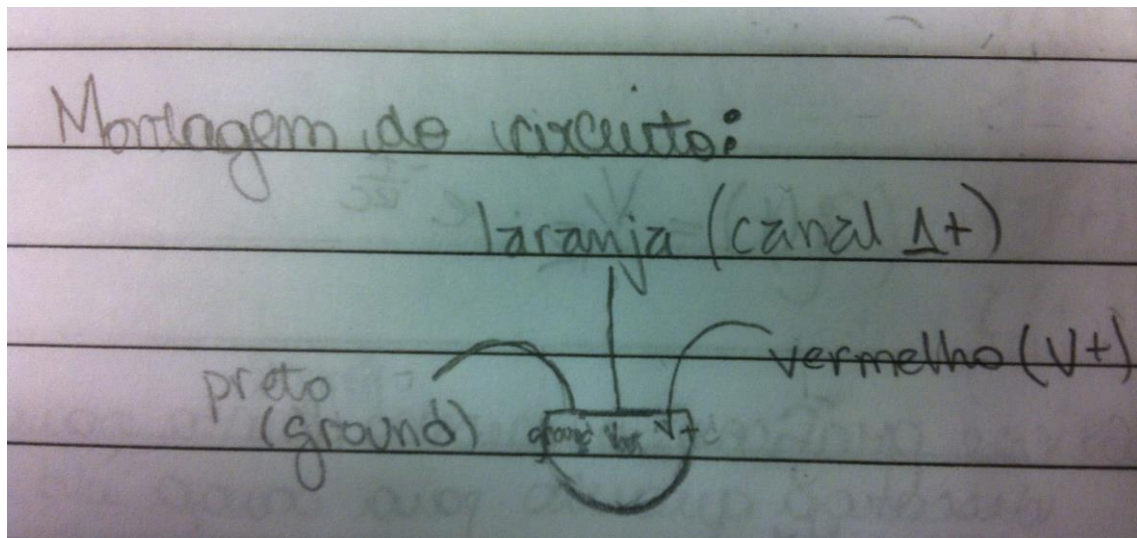 Montagem do circuito:
laranja (canal 1+)
vermelho (V+)
preto
(ground)
ground V+